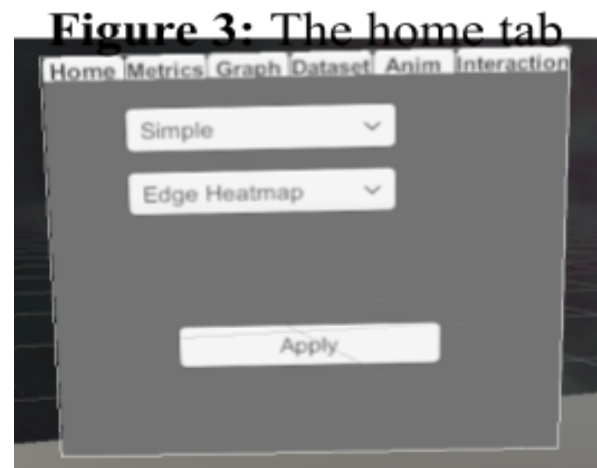 Figure 3: The home tab
Home Metrics Graph Dataset Anim Interaction
Simple
Edge Heatmap
Apply